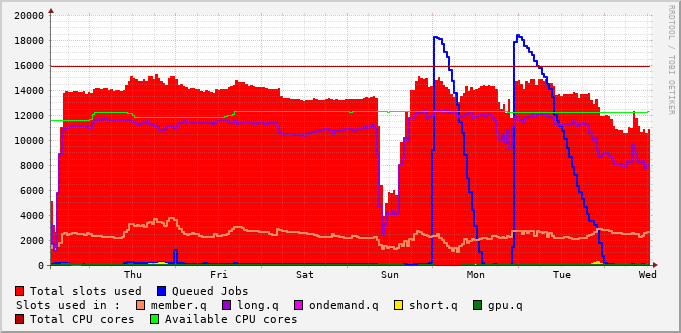 20000
18000
16000
14000
12000
10000
8000
6000
4000
2000
0
Thu Fri Sat Sun Mon Tue Wed
RRDTOOL / TOBI OETIKER
Total slots used Queued Jobs
Slots used in : member.q long.q ondemand.q short.q gpu.q
Total CPU cores Available CPU cores